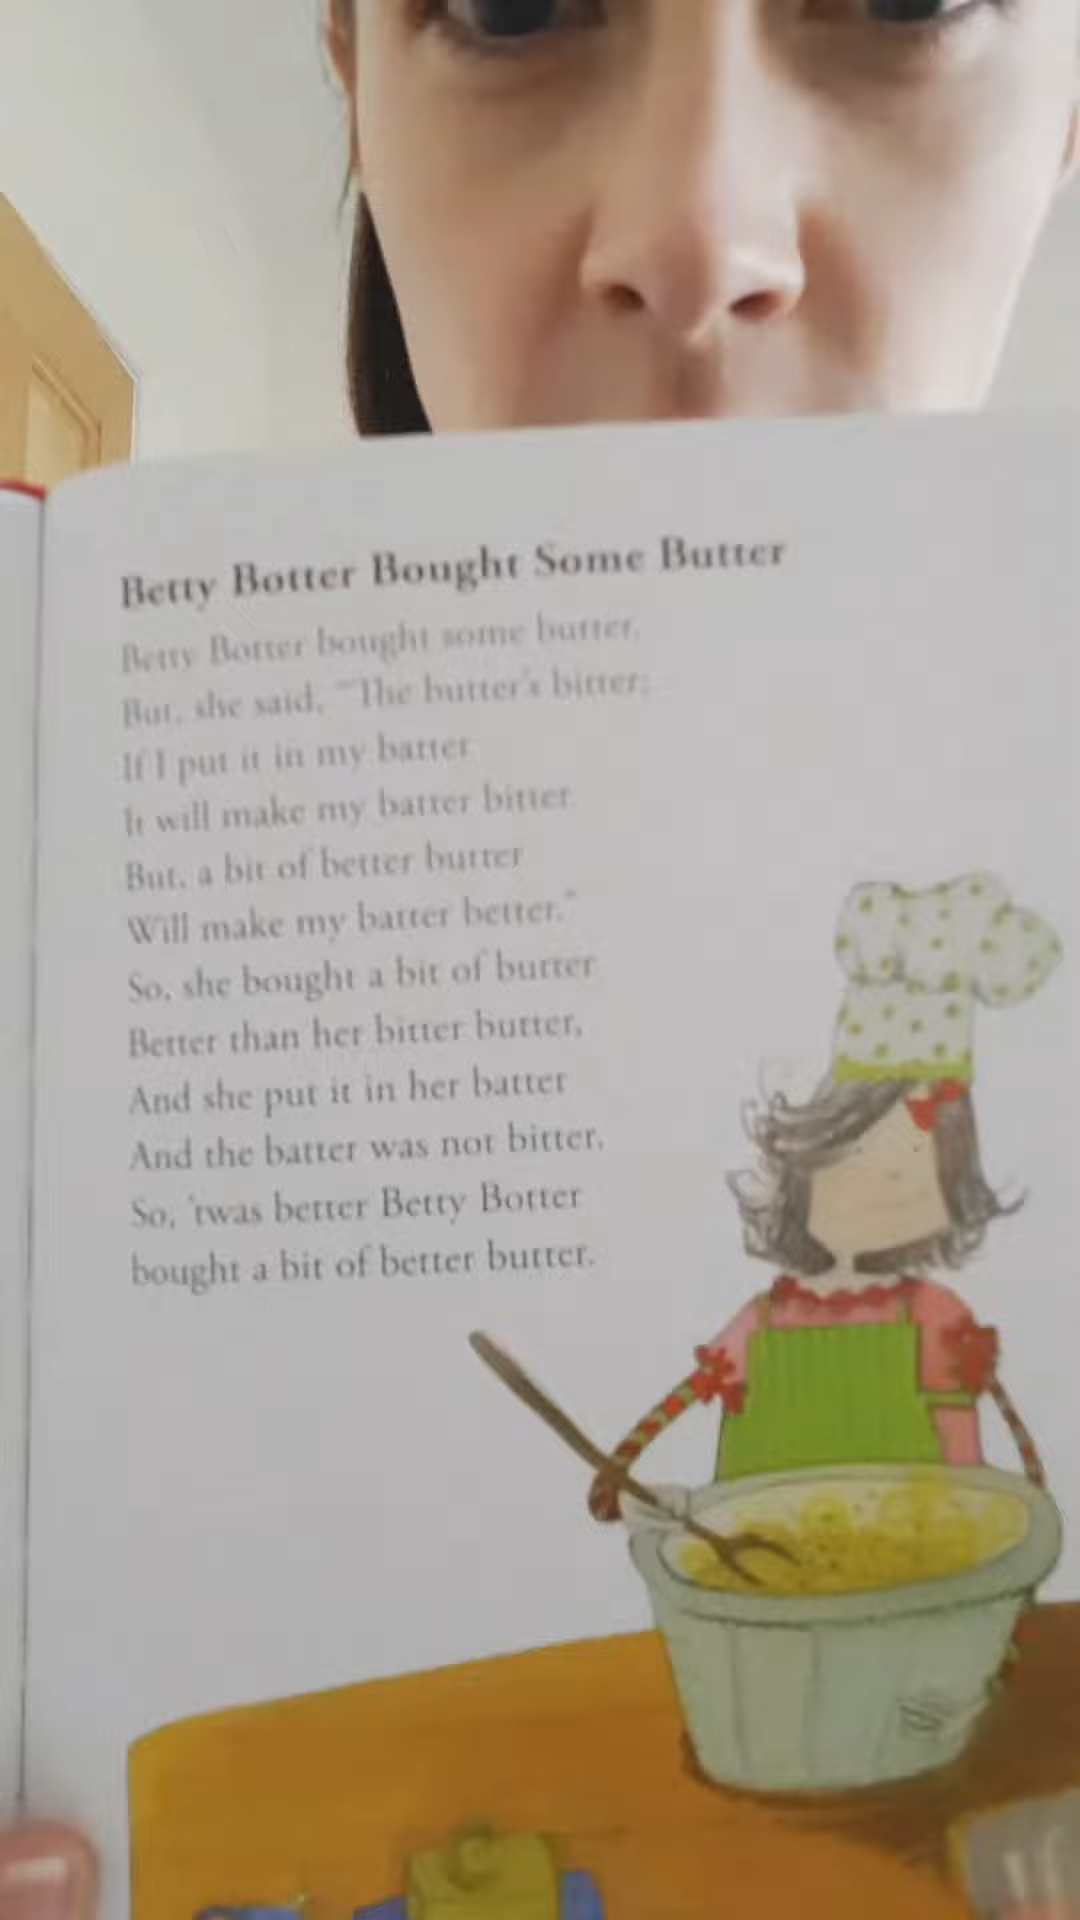 Betty Botter Bought Some Butter
Betty Botter bought some butter,
But, she said, "The butter's bitter;
If I put it in my batter
It will make my batter bitter.
But, a bit of better butter
Will make my batter better."
So, she bought a bit of butter
Better than her bitter butter,
And she put it in her batter
And the batter was not bitter.
So, 'twas better Betty Botter
bought a bit of better butter.